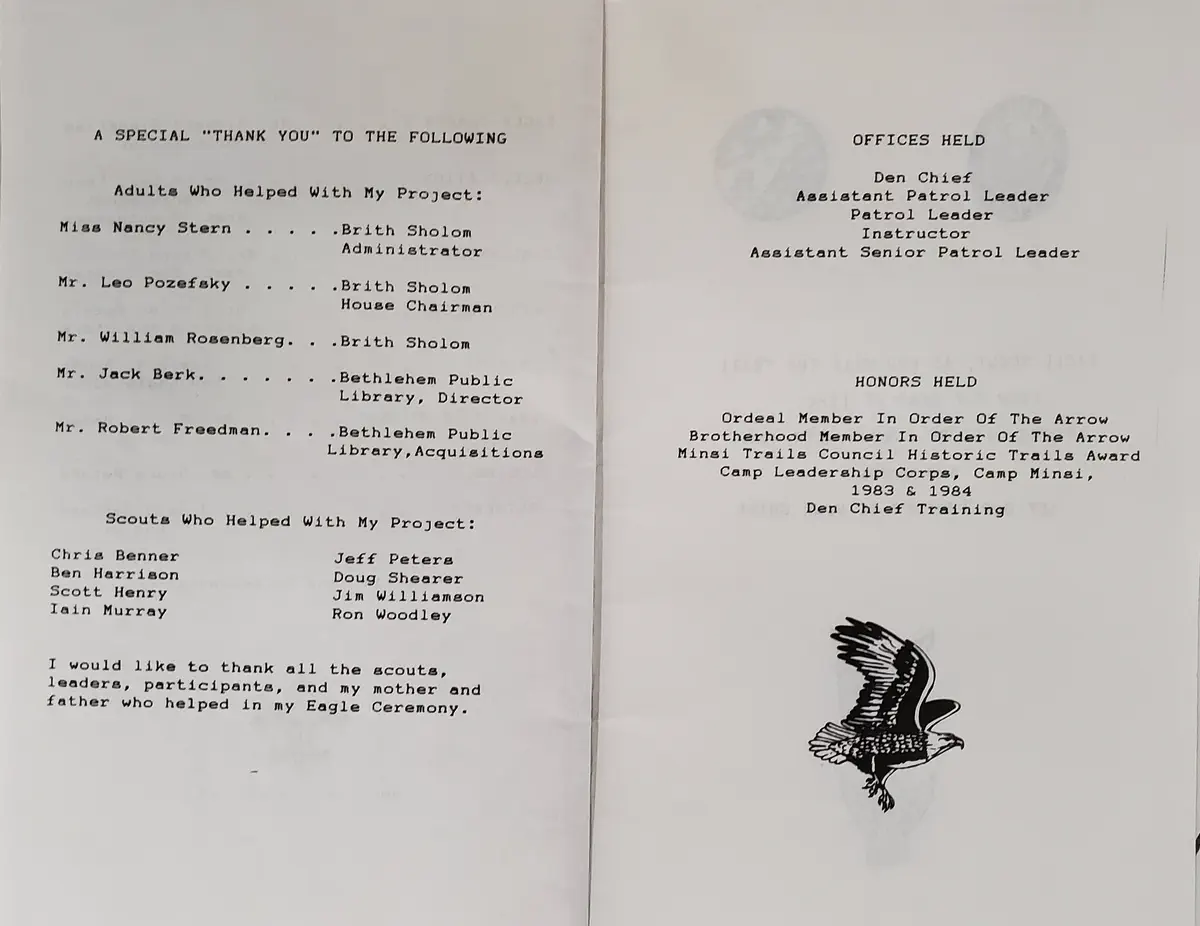 A SPECIAL "THANK YOU" TO THE FOLLOWING
Adults Who Helped With My Project:
Miss Nancy Stern . . . . .Brith Sholom
Administrator
Mr. Leo Pozefsky . . . . .Brith Sholom
House Chairman
Mr. William Rosenberg. . .Brith Sholom
Mr. Jack Berk. . . . . . .Bethlehem Public
Library, Director
Mr. Robert Freedman. . . .Bethlehem Public
Library,Acquisitions
Scouts Who Helped With My Project:
Chris Benner Jeff Peters
Ben Harrison Doug Shearer
Scott Henry Jim Williamson
Iain Murray Ron Woodley
I would like to thank all the scouts,
leaders, participants, and my mother and
father who helped in my Eagle Ceremony.
OFFICES HELD
Den Chief
Assistant Patrol Leader
Patrol Leader
Instructor
Assistant Senior Patrol Leader
HONORS HELD
Ordeal Member In Order Of The Arrow
Brotherhood Member In Order Of The Arrow
Minsi Trails Council Historic Trails Award
Camp Leadership Corps, Camp Minsi,
1983 & 1984
Den Chief Training